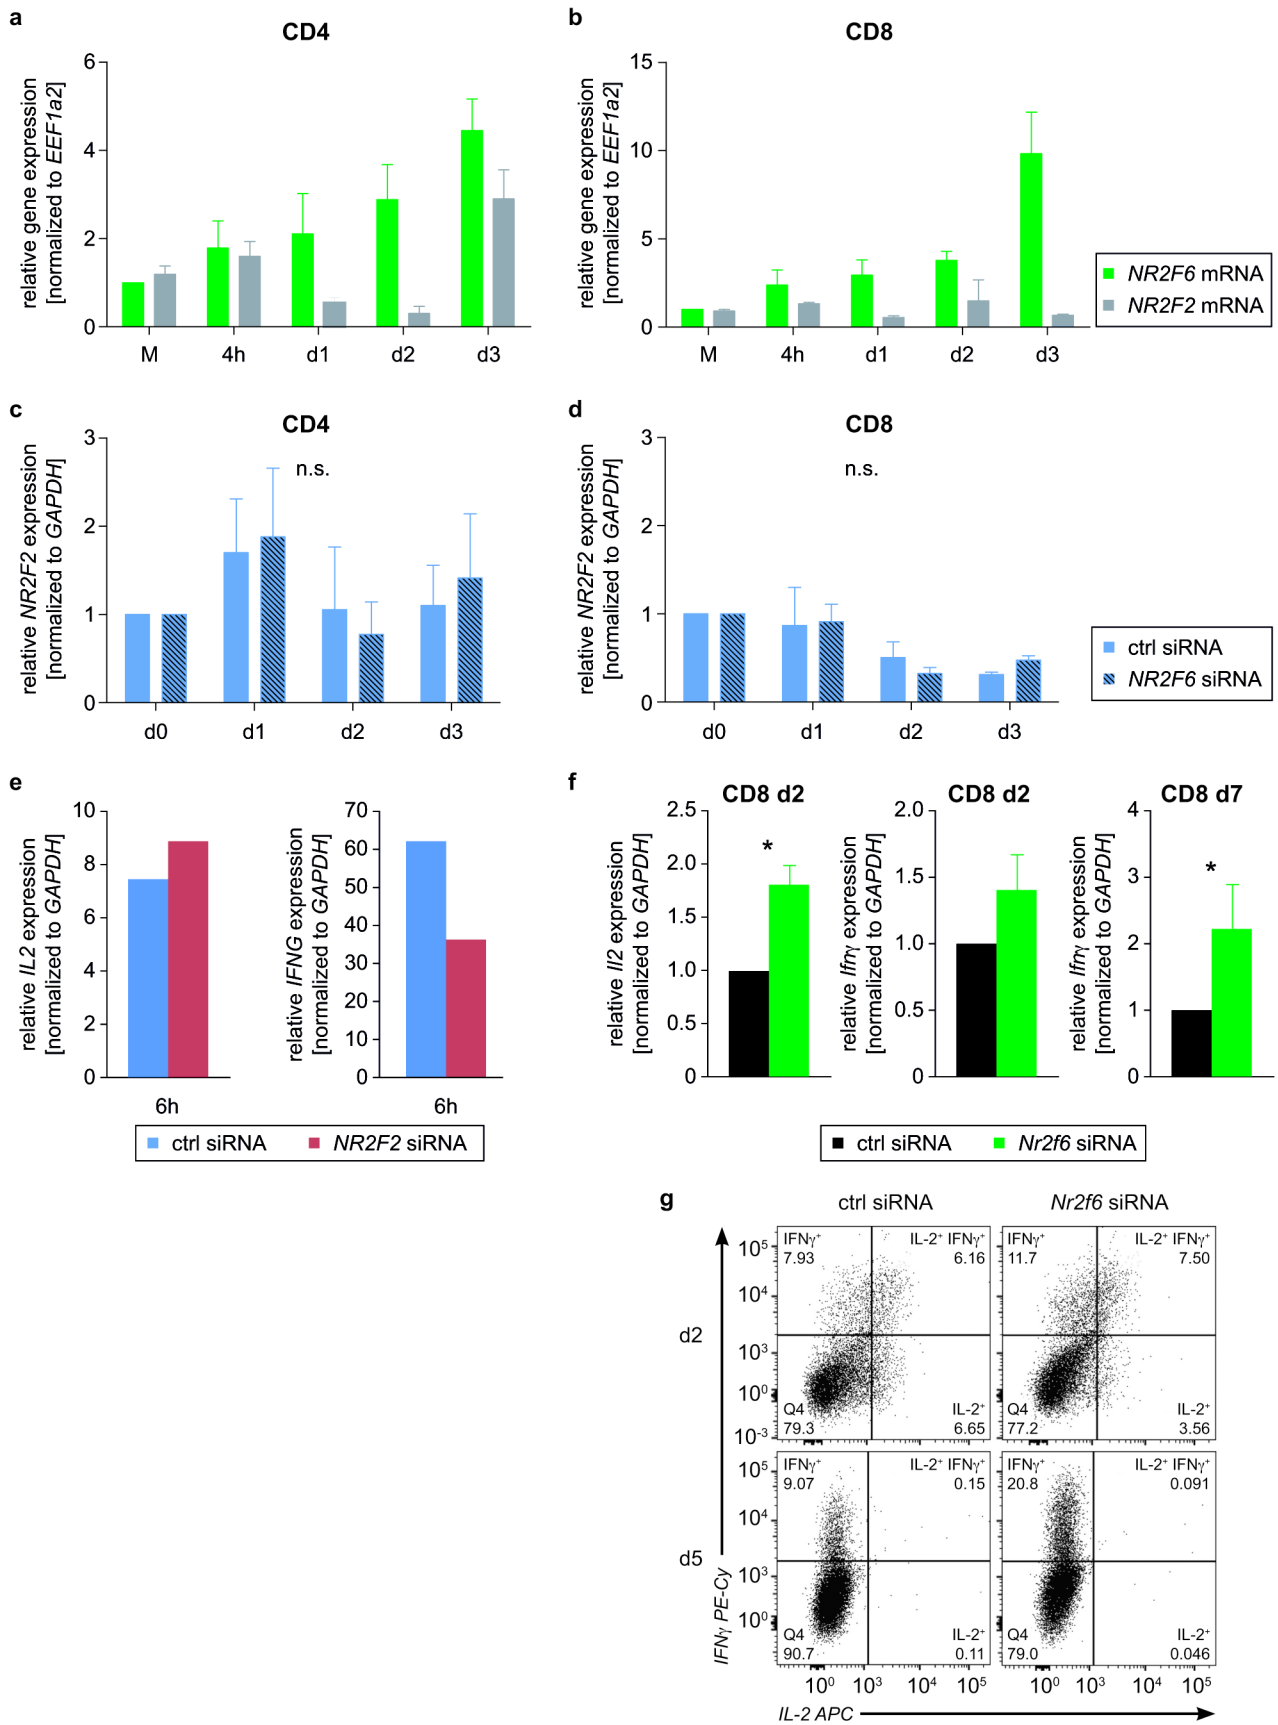 a
CD4
relative gene expression
[normalized to EEF1a2]
6
4
2
0
M
4h
d1
d2
d3
b
CD8
relative gene expression
[normalized to EEF1a2]
15
10
5
0
M
4h
d1
d2
d3
NR2F6 mRNA
NR2F2 mRNA
c
CD4
relative NR2F2 expression
[normalized to GAPDH]
3
2
1
0
n.s.
d0
d1
d2
d3
d
CD8
relative NR2F2 expression
[normalized to GAPDH]
3
2
1
0
n.s.
d0
d1
d2
d3
ctrl siRNA
NR2F6 siRNA
e
relative IL2 expression
[normalized to GAPDH]
10
8
6
4
2
0
6h
relative IFNG expression
[normalized to GAPDH]
70
60
50
40
30
20
10
0
6h
ctrl siRNA
NR2F2 siRNA
f
CD8 d2
relative Il2 expression
[normalized to GAPDH]
2.5
2.0
1.5
1.0
0.5
0
*
CD8 d2
relative Ifnγ expression
[normalized to GAPDH]
2.0
1.5
1.0
0.5
0
CD8 d7
relative Ifnγ expression
[normalized to GAPDH]
4
3
2
1
0
*
ctrl siRNA
Nr2f6 siRNA
g
ctrl siRNA
Nr2f6 siRNA
d2
10⁵
10⁴
10³
10⁰
10⁻³
IFNγ⁺
7.93
IL-2⁺ IFNγ⁺
6.16
Q4
79.3
IL-2⁺
6.65
IFNγ⁺
11.7
IL-2⁺ IFNγ⁺
7.50
Q4
77.2
IL-2⁺
3.56
d5
10⁵
10⁴
10³
10⁰
IFNγ⁺
9.07
IL-2⁺ IFNγ⁺
0.15
Q4
90.7
IL-2⁺
0.11
IFNγ⁺
20.8
IL-2⁺ IFNγ⁺
0.091
Q4
79.0
IL-2⁺
0.046
10⁰ 10³ 10⁴ 10⁵
10⁰ 10³ 10⁴ 10⁵
IFNγ PE-Cy
IL-2 APC